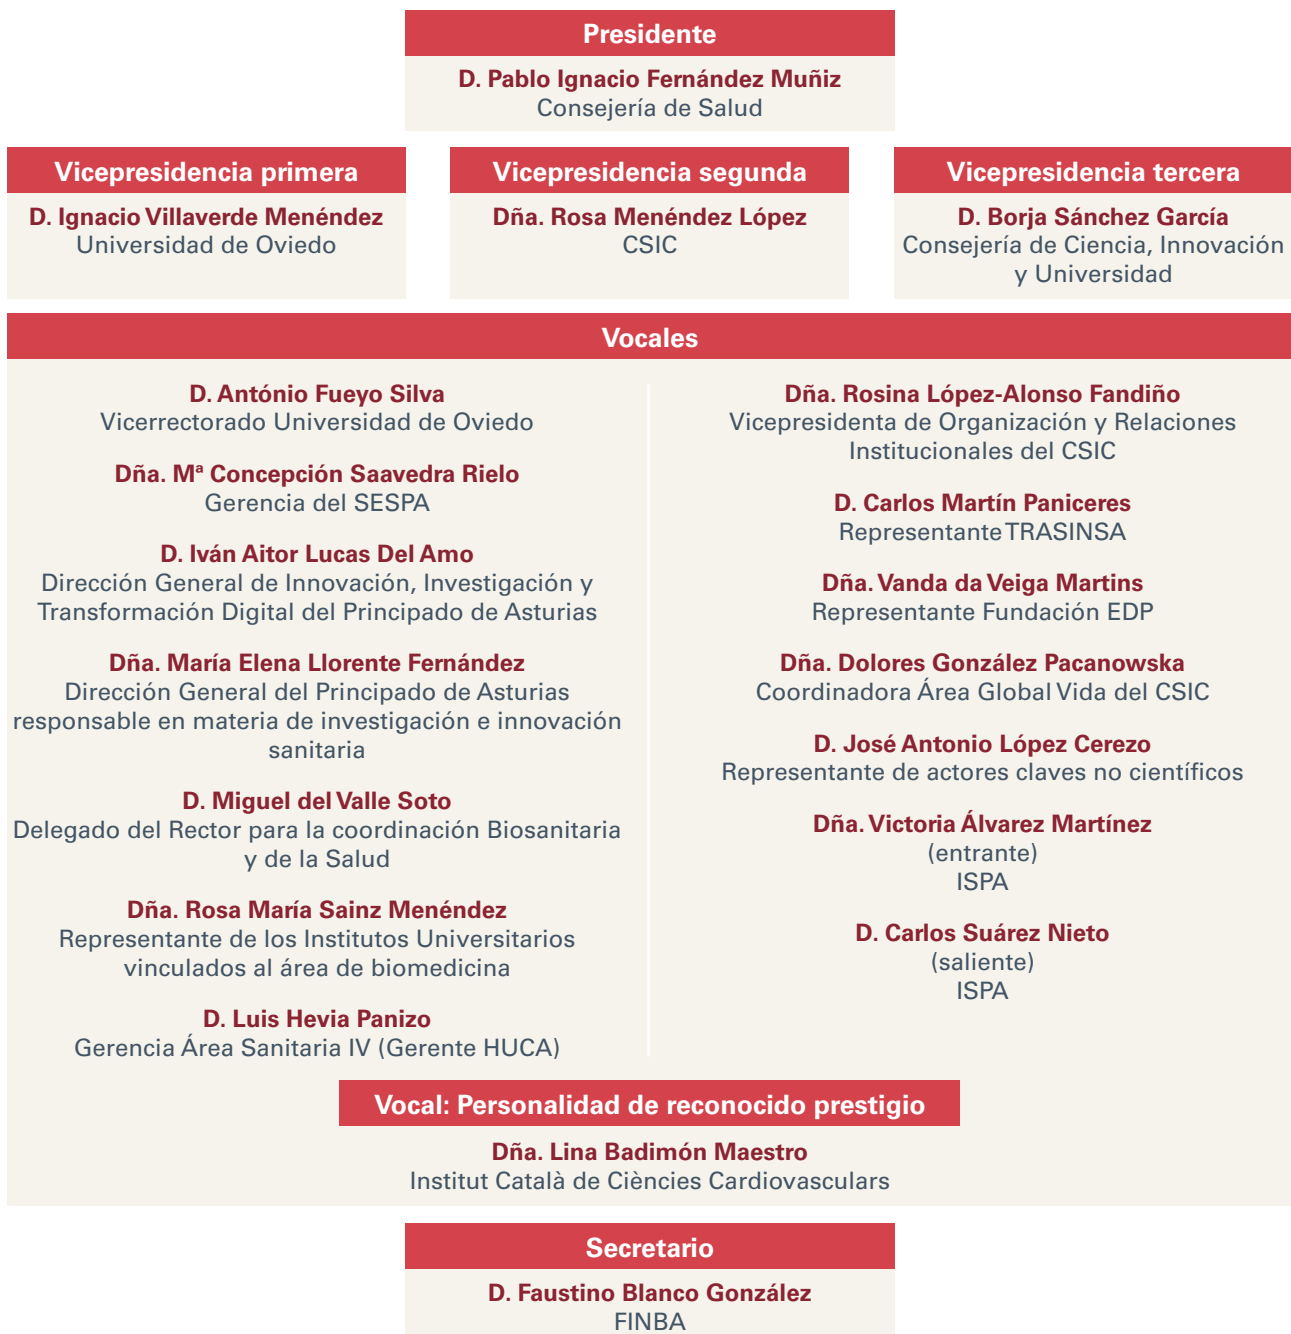 Presidente
D. Pablo Ignacio Fernández Muñiz
Consejería de Salud
Vicepresidencia primera
D. Ignacio Villaverde Menéndez
Universidad de Oviedo
Vicepresidencia segunda
Dña. Rosa Menéndez López
CSIC
Vicepresidencia tercera
D. Borja Sánchez García
Consejería de Ciencia, Innovación
y Universidad
Vocales
D. António Fueyo Silva
Vicerrectorado Universidad de Oviedo
Dña. Mª Concepción Saavedra Rielo
Gerencia del SESPA
D. Iván Aitor Lucas Del Amo
Dirección General de Innovación, Investigación y
Transformación Digital del Principado de Asturias
Dña. María Elena Llorente Fernández
Dirección General del Principado de Asturias
responsable en materia de investigación e innovación
sanitaria
D. Miguel del Valle Soto
Delegado del Rector para la coordinación Biosanitaria
y de la Salud
Dña. Rosa María Sainz Menéndez
Representante de los Institutos Universitarios
vinculados al área de biomedicina
D. Luis Hevia Panizo
Gerencia Área Sanitaria IV (Gerente HUCA)
Dña. Rosina López-Alonso Fandiño
Vicepresidenta de Organización y Relaciones
Institucionales del CSIC
D. Carlos Martín Paniceres
Representante TRASINSA
Dña. Vanda da Veiga Martins
Representante Fundación EDP
Dña. Dolores González Pacanowska
Coordinadora Área Global Vida del CSIC
D. José Antonio López Cerezo
Representante de actores claves no científicos
Dña. Victoria Álvarez Martínez
(entrante)
ISPA
D. Carlos Suárez Nieto
(saliente)
ISPA
Vocal: Personalidad de reconocido prestigio
Dña. Lina Badimón Maestro
Institut Català de Ciències Cardiovasculars
Secretario
D. Faustino Blanco González
FINBA